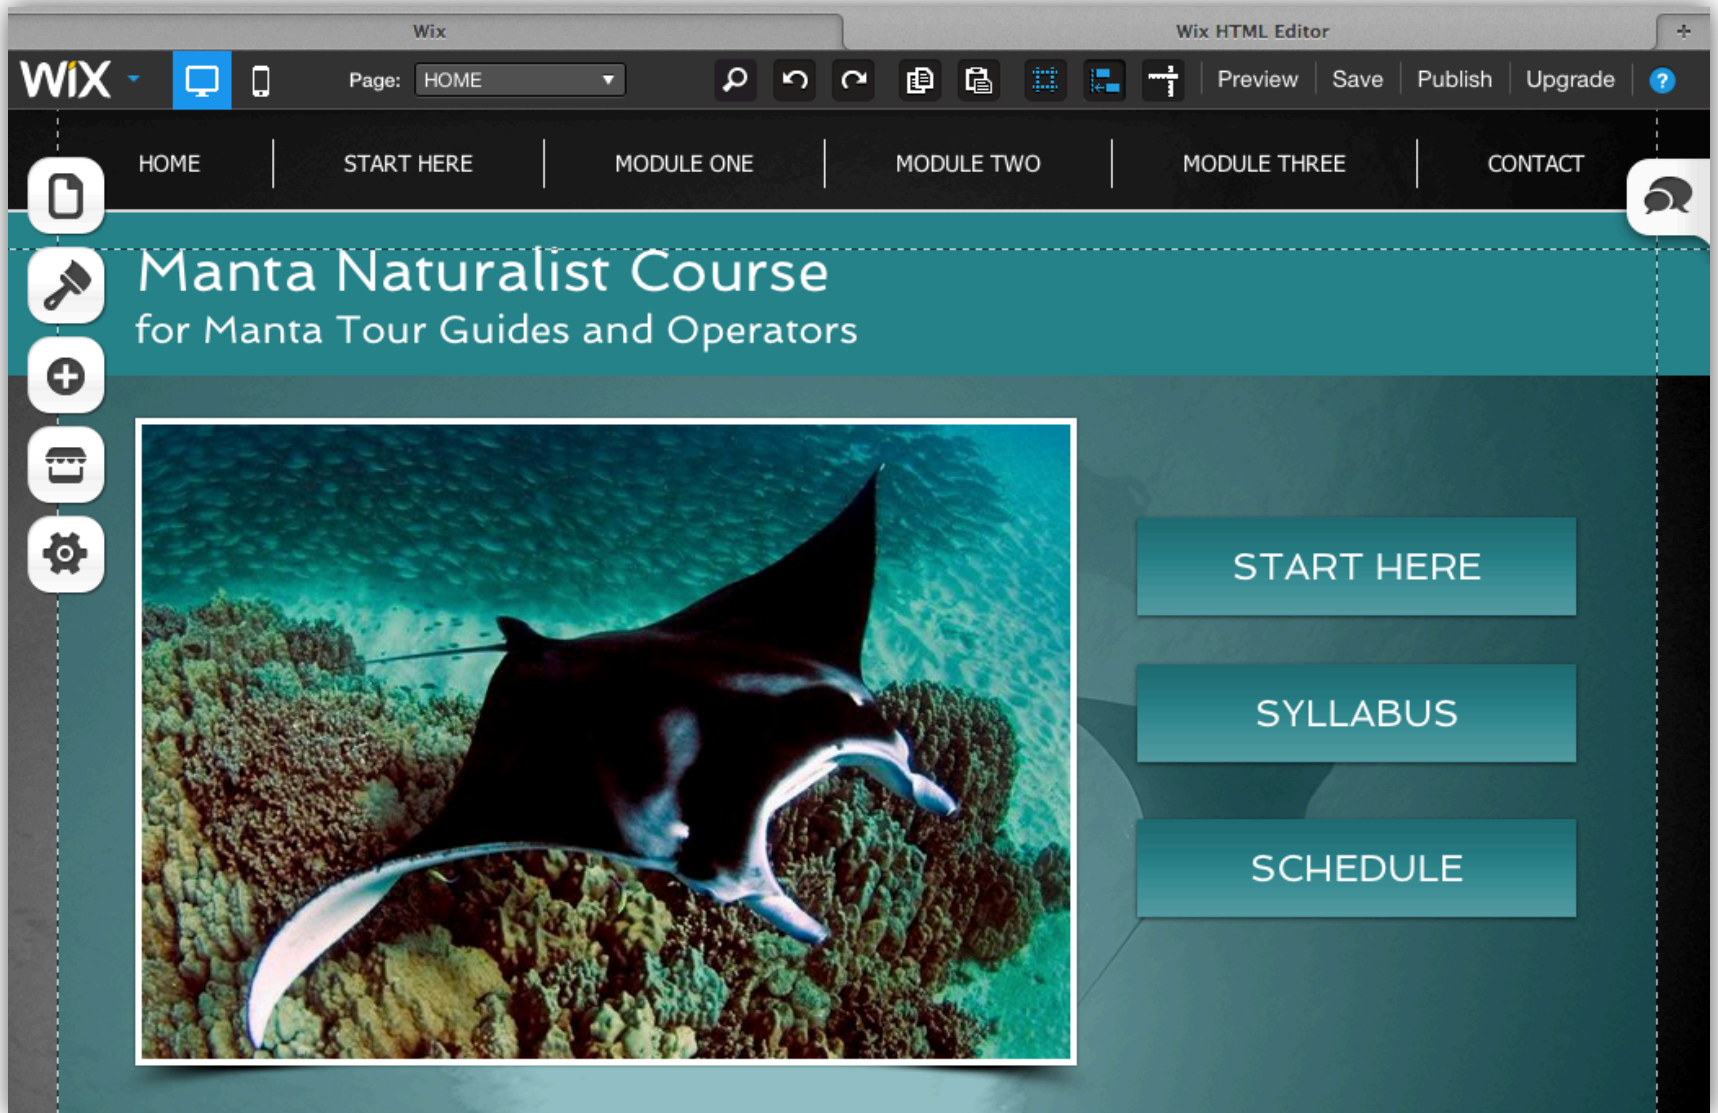 Wix
Wix HTML Editor
WiX
Page: HOME
Preview
Save
Publish
Upgrade
?
HOME
START HERE
MODULE ONE
MODULE TWO
MODULE THREE
CONTACT
Manta Naturalist Course
for Manta Tour Guides and Operators
START HERE
SYLLABUS
SCHEDULE